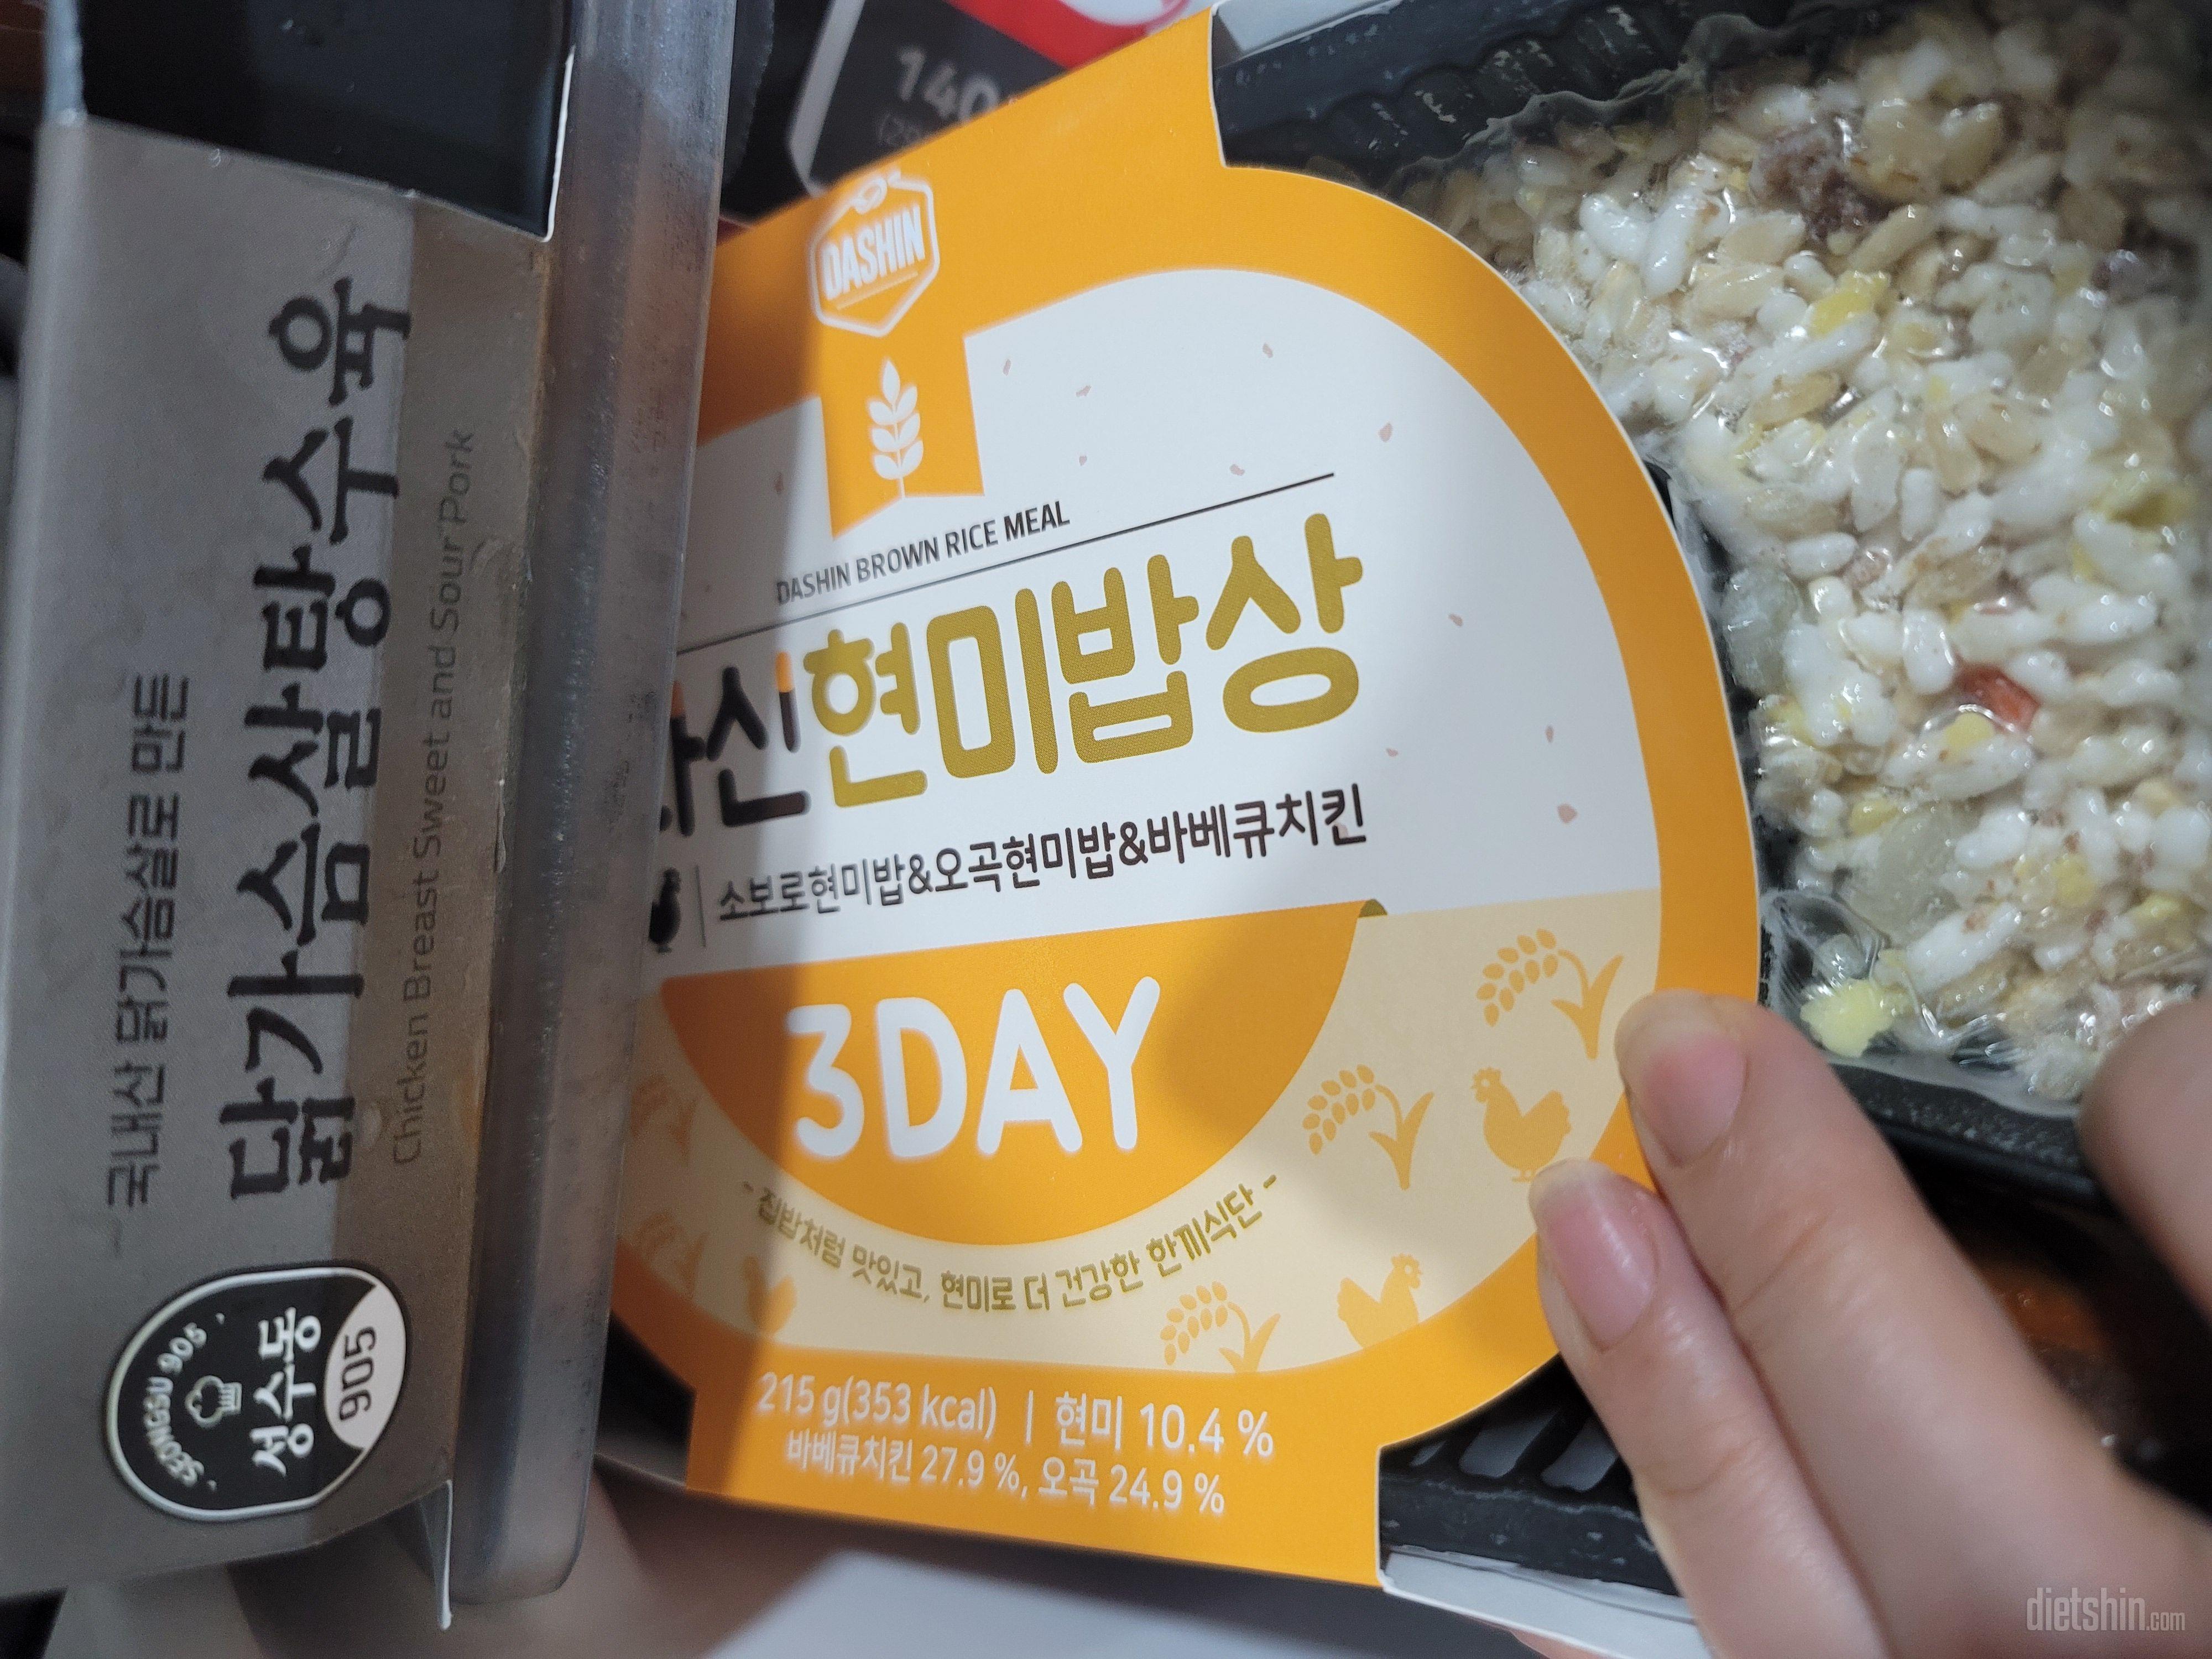 국내산 닭가슴살로 만든
닭가슴살탕수육
Chicken Breast Sweet and Sour Pork
SEONGSU 905
성수동
905
140
DASHIN
DASHIN BROWN RICE MEAL
신현미밥상
소보로현미밥&오곡현미밥&바베큐치킨
3DAY
- 집밥처럼 맛있고, 현미로 더 건강한 한끼식단 -
215 g(353 kcal) | 현미 10.4 %
바베큐치킨 27.9 %, 오곡 24.9 %
dietshin.com